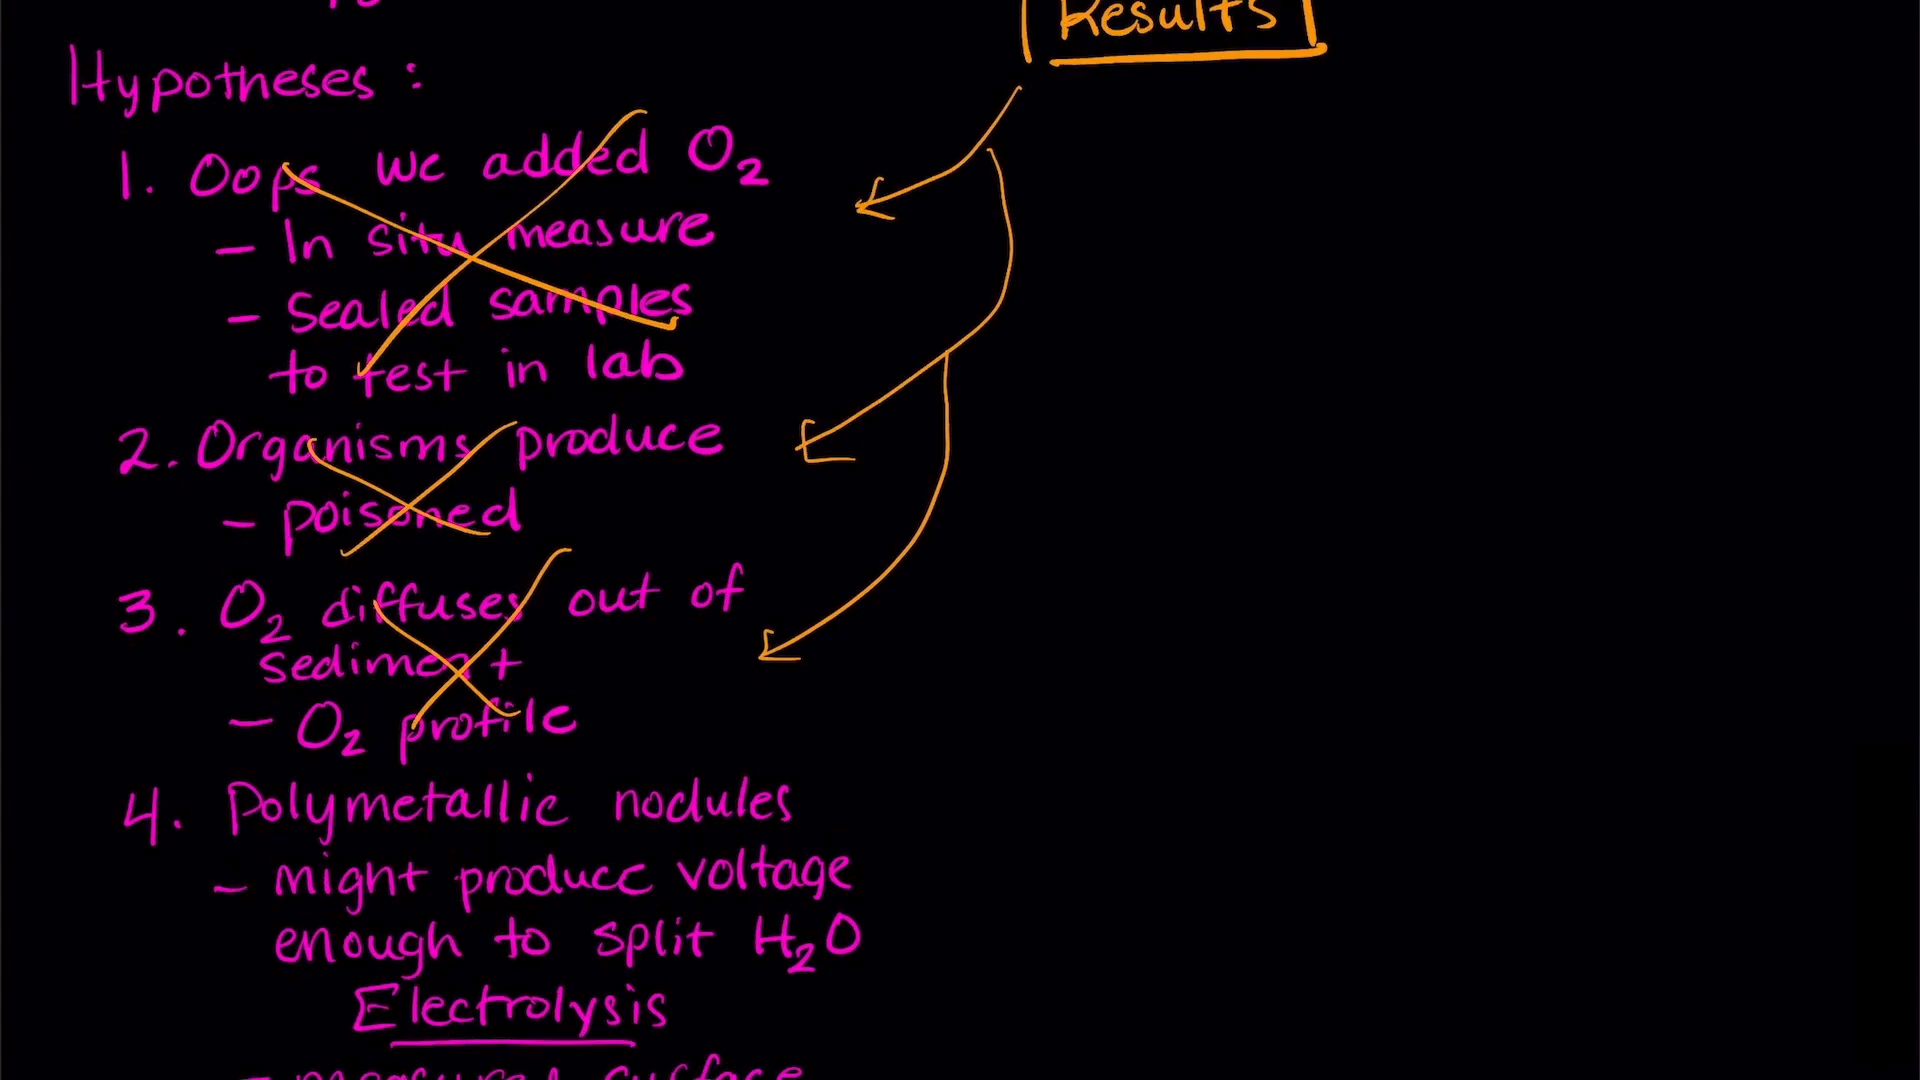 Results
Hypotheses :
1. Oops we added O2
- In situ measure
- Sealed samples
to test in lab
2. Organisms produce
- poisoned
3. O2 diffuses out of
sediment
- O2 profile
4. Polymetallic nodules
- might produce voltage
enough to split H2O
Electrolysis
- measured surface